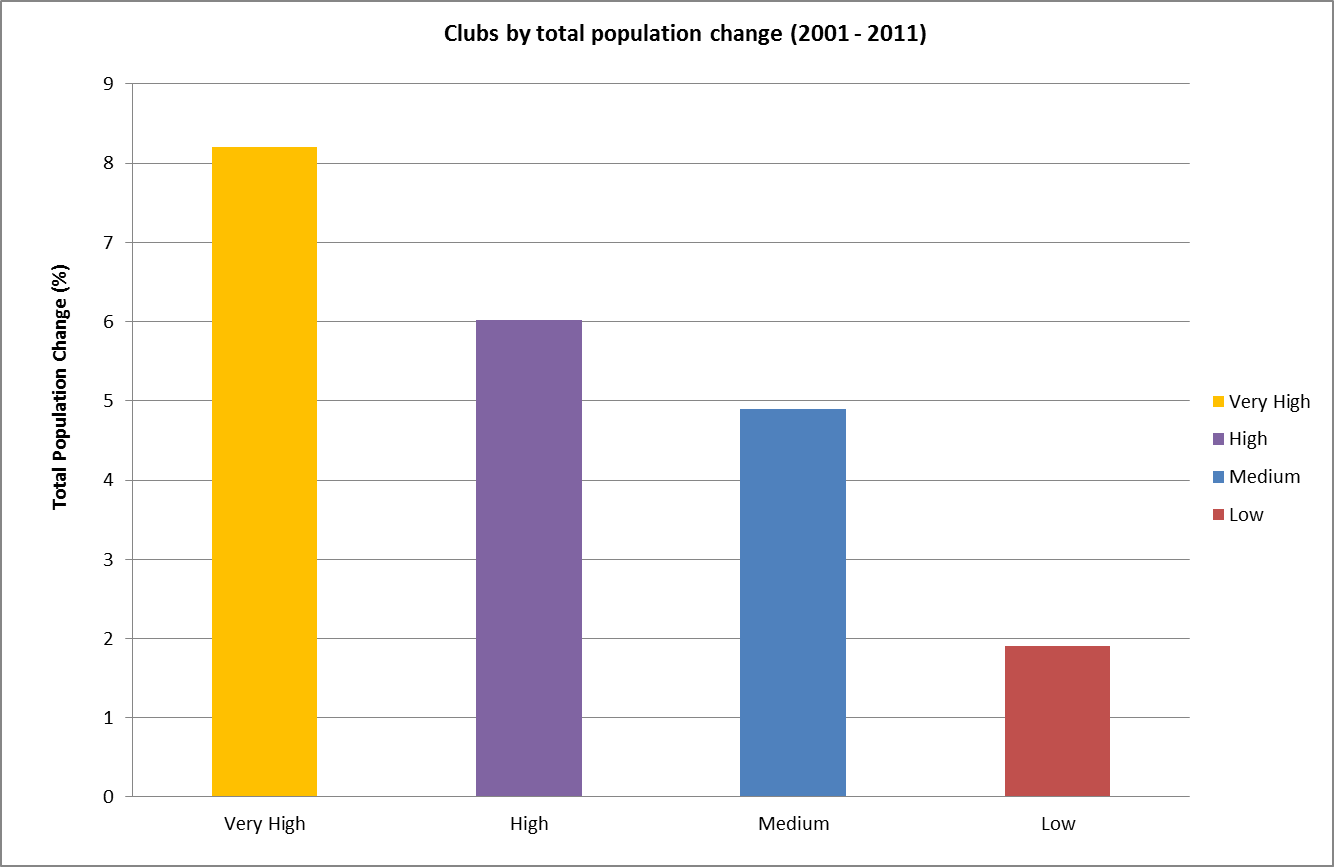 Clubs by total population change (2001 - 2011)
Total Population Change (%)
9
8
7
6
5
4
3
2
1
0
Very High
High
Medium
Low
Very High
High
Medium
Low